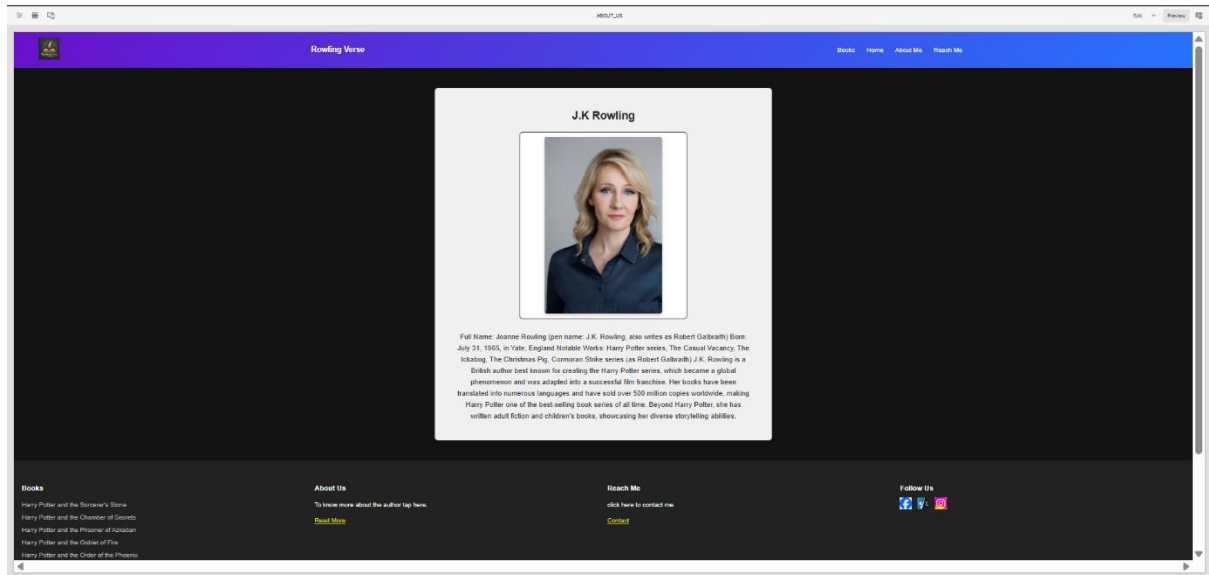 ABOUT_US
Edit
Preview
Rowling Verse
Books Home About Me Reach Me
J.K Rowling
Full Name: Joanne Rowling (pen name: J.K. Rowling, also writes as Robert Galbraith) Born:
July 31, 1965, in Yate, England Notable Works: Harry Potter series, The Casual Vacancy, The
Ickabog, The Christmas Pig, Cormoran Strike series (as Robert Galbraith) J.K. Rowling is a
British author best known for creating the Harry Potter series, which became a global
phenomenon and was adapted into a successful film franchise. Her books have been
translated into numerous languages and have sold over 500 million copies worldwide, making
Harry Potter one of the best-selling book series of all time. Beyond Harry Potter, she has
written adult fiction and children's books, showcasing her diverse storytelling abilities.
Books
Harry Potter and the Sorcerer's Stone
Harry Potter and the Chamber of Secrets
Harry Potter and the Prisoner of Azkaban
Harry Potter and the Goblet of Fire
Harry Potter and the Order of the Phoenix
About Us
To know more about the author tap here.
Read More
Reach Me
click here to contact me.
Contact
Follow Us